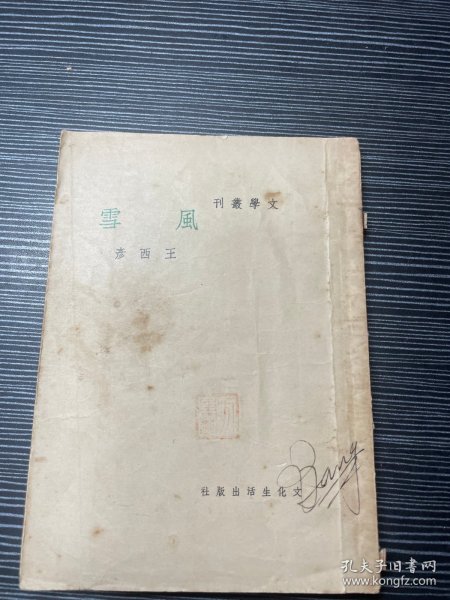 文學叢刊
風雪
王西彥
文化生活出版社
孔夫子旧书网
www.kongfz.com